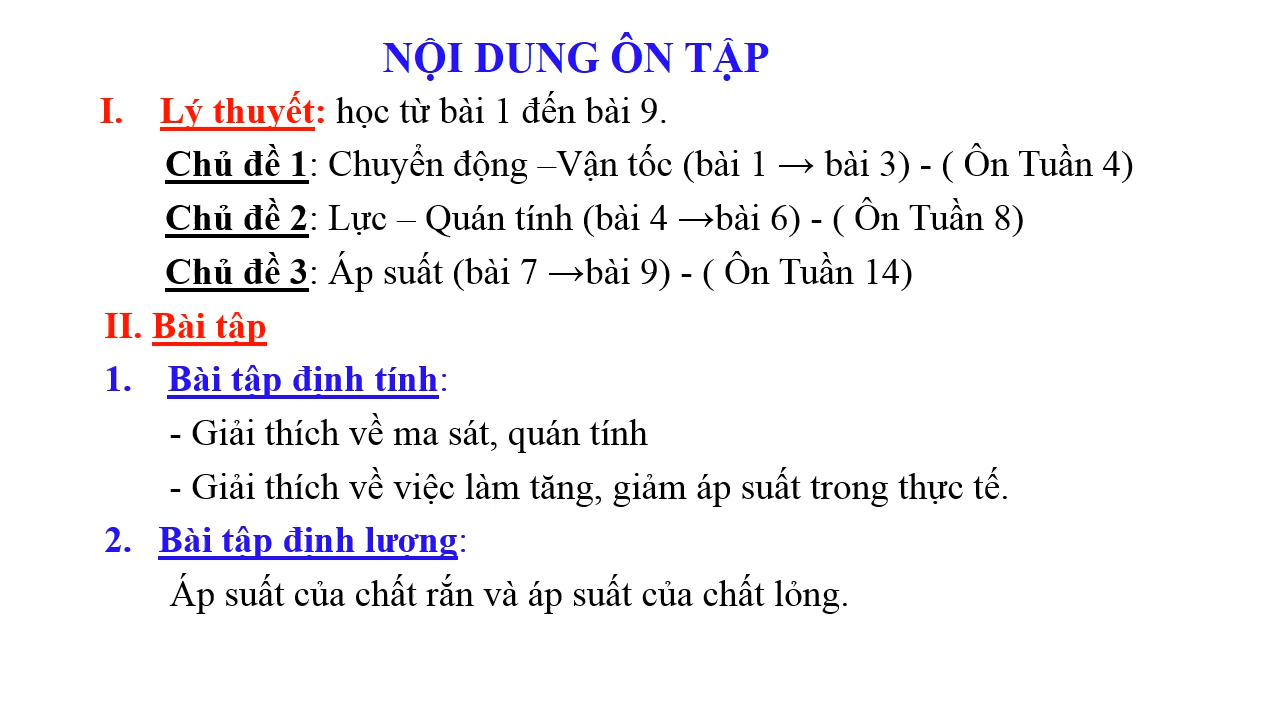 NỘI DUNG ÔN TẬP
I. Lý thuyết: học từ bài 1 đến bài 9.
Chủ đề 1: Chuyển động –Vận tốc (bài 1 → bài 3) - ( Ôn Tuần 4)
Chủ đề 2: Lực – Quán tính (bài 4 →bài 6) - ( Ôn Tuần 8)
Chủ đề 3: Áp suất (bài 7 →bài 9) - ( Ôn Tuần 14)
II. Bài tập
1. Bài tập định tính:
- Giải thích về ma sát, quán tính
- Giải thích về việc làm tăng, giảm áp suất trong thực tế.
2. Bài tập định lượng:
Áp suất của chất rắn và áp suất của chất lỏng.